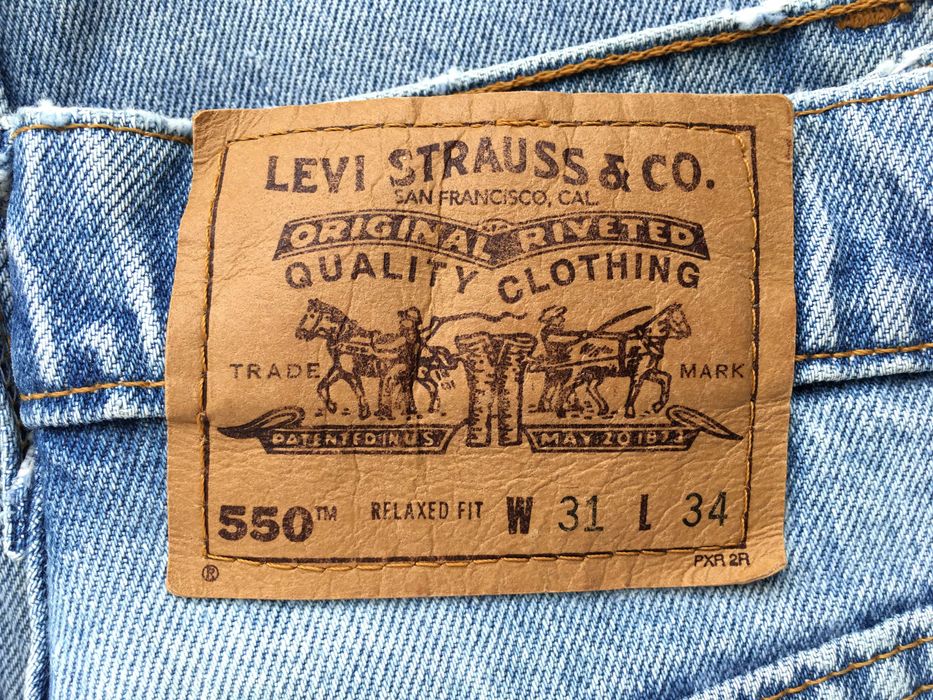 LEVI STRAUSS & CO.
SAN FRANCISCO, CAL.
ORIGINAL RIVETED
QUALITY CLOTHING
TRADE MARK
PATENTED IN U.S. MAY 20 1873
550™ RELAXED FIT W 31 L 34
® PXR 2R